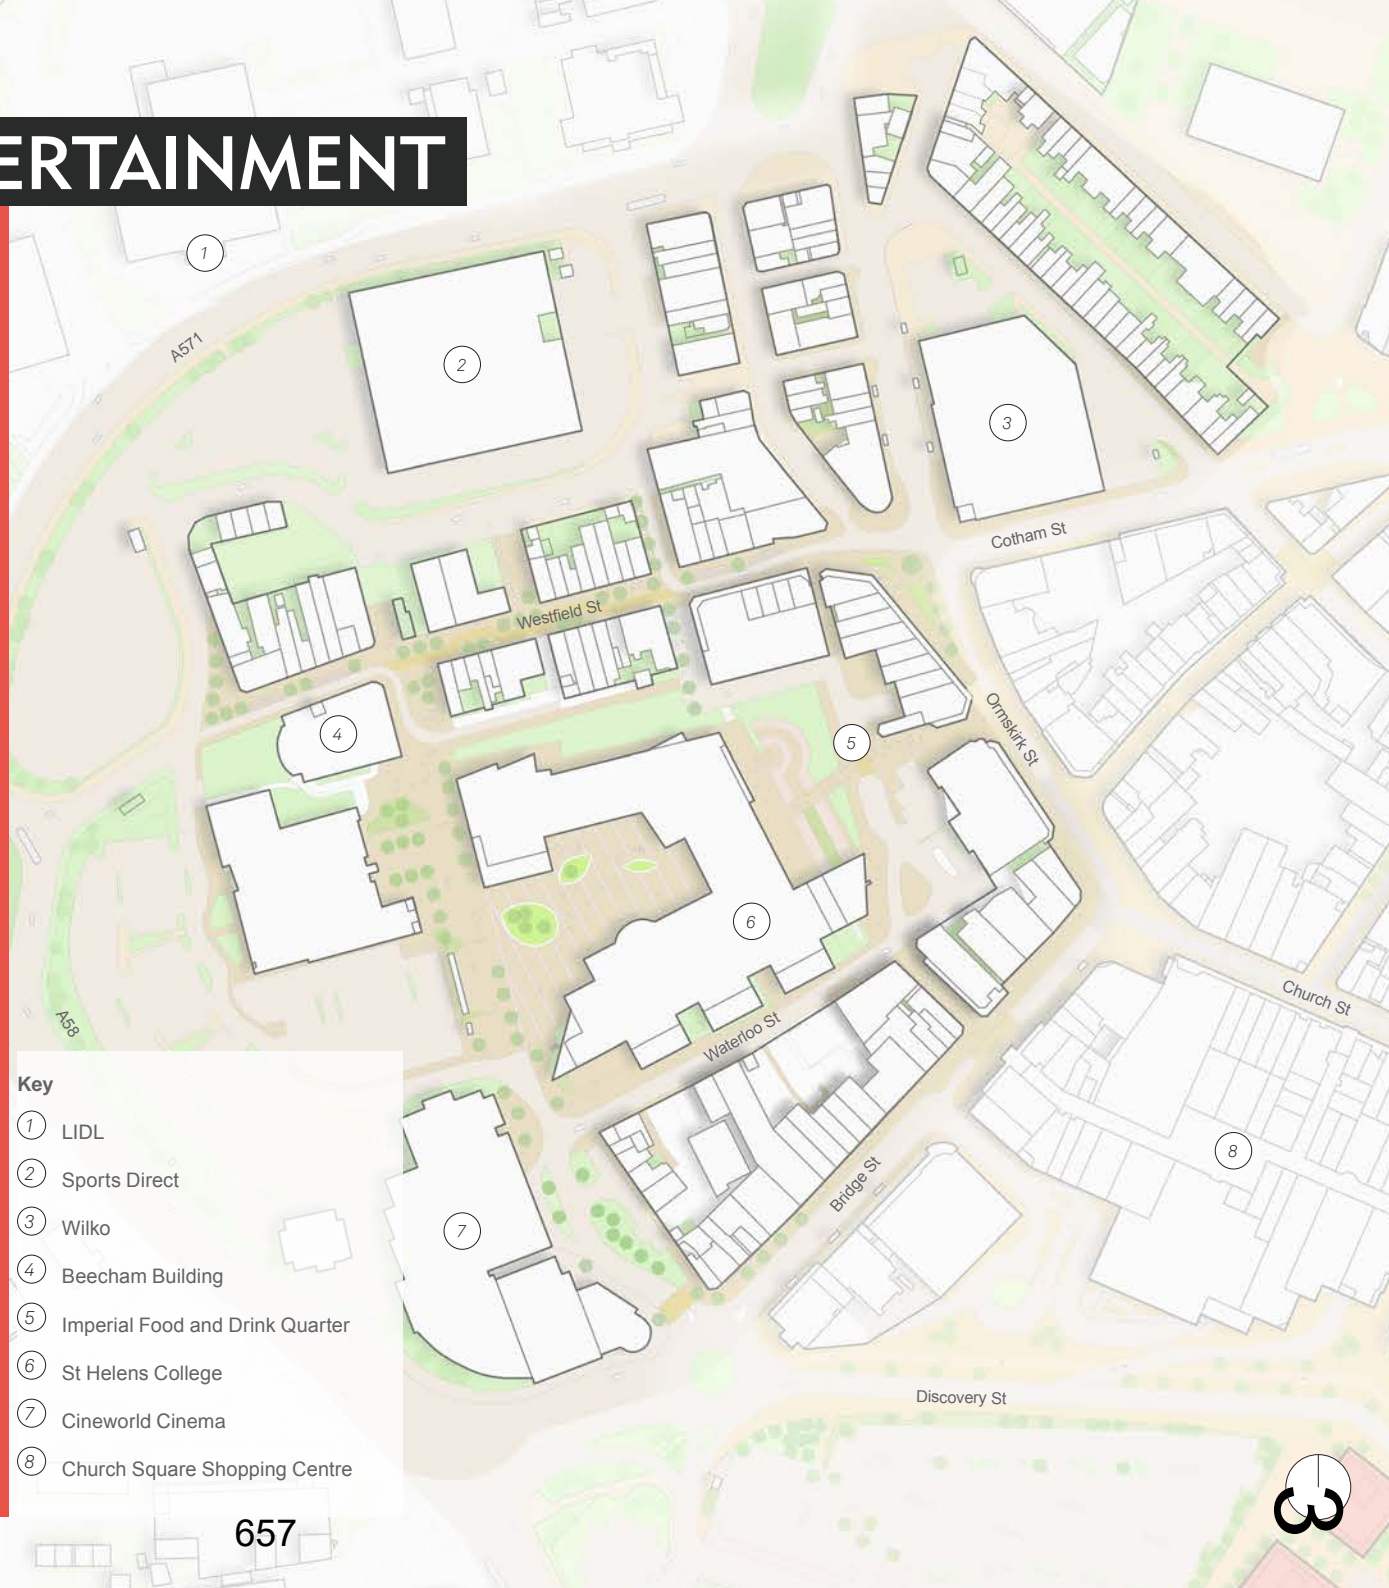 ERTAINMENT
1
A571
2
3
Cotham St
Westfield St
4
5
Ormskirk St
6
Church St
A58
Waterloo St
8
Bridge St
7
Discovery St
Key
1 LIDL
2 Sports Direct
3 Wilko
4 Beecham Building
5 Imperial Food and Drink Quarter
6 St Helens College
7 Cineworld Cinema
8 Church Square Shopping Centre
657